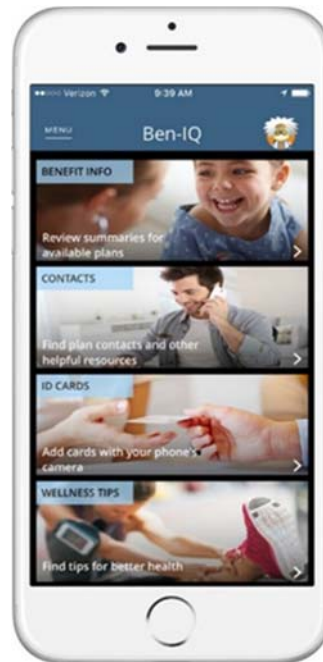 Verizon 9:39 AM
MENU Ben-IQ
BENEFIT INFO
Review summaries for
available plans
CONTACTS
Find plan contacts and other
helpful resources
ID CARDS
Add cards with your phone's
camera
WELLNESS TIPS
Find tips for better health